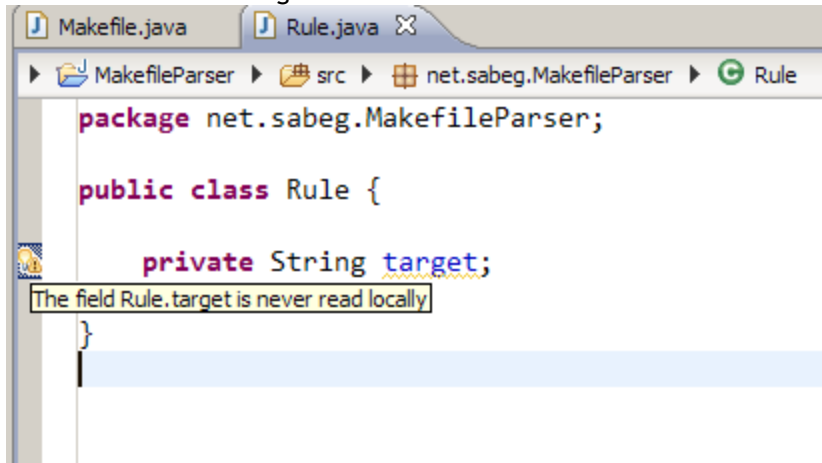 Makefile.java Rule.java
MakefileParser src net.sabeg.MakefileParser Rule
package net.sabeg.MakefileParser;
public class Rule {
private String target;
The field Rule.target is never read locally
}